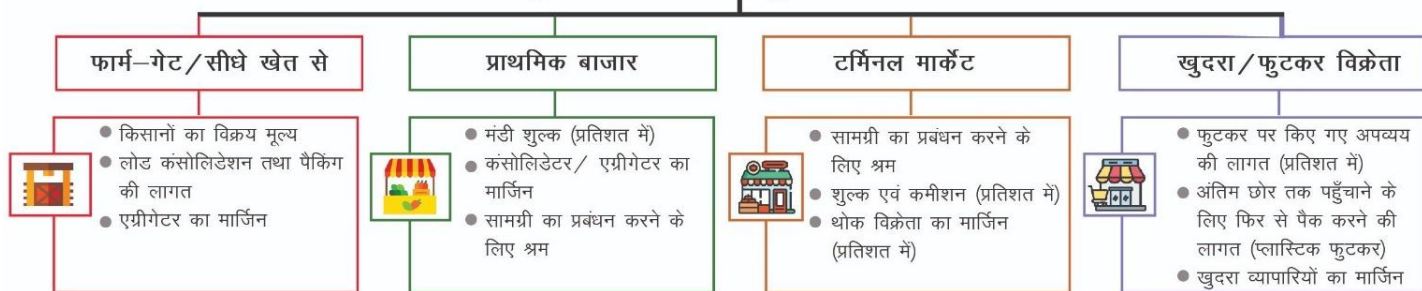 फार्म–गेट/सीधे खेत से
किसानों का विक्रय मूल्य
लोड कंसोलिडेशन तथा पैकिंग
की लागत
एग्रीगेटर का मार्जिन
प्राथमिक बाजार
मंडी शुल्क (प्रतिशत में)
कंसोलिडेटर/ एग्रीगेटर का
मार्जिन
सामग्री का प्रबंधन करने के
लिए श्रम
टर्मिनल मार्केट
सामग्री का प्रबंधन करने के
लिए श्रम
शुल्क एवं कमीशन (प्रतिशत में)
थोक विक्रेता का मार्जिन
(प्रतिशत में)
खुदरा/फुटकर विक्रेता
फुटकर पर किए गए अपव्यय
की लागत (प्रतिशत में)
अंतिम छोर तक पहुँचाने के
लिए फिर से पैक करने की
लागत (प्लास्टिक फुटकर)
खुदरा व्यापारियों का मार्जिन